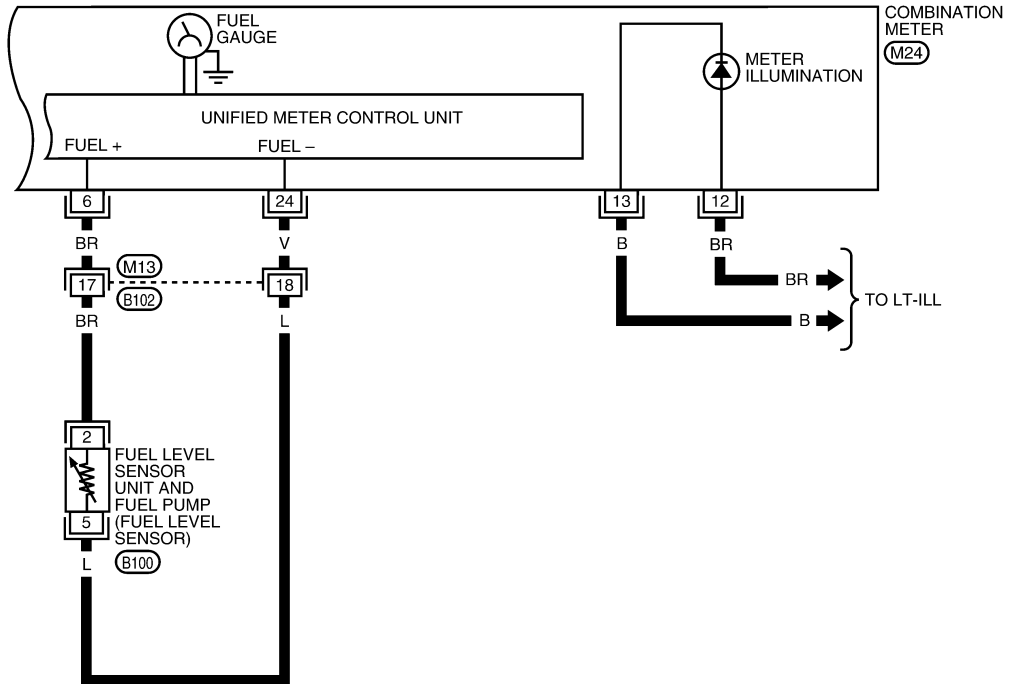 FUEL
GAUGE
COMBINATION
METER
M24
METER
ILLUMINATION
UNIFIED METER CONTROL UNIT
FUEL + FUEL –
6 24 13 12
BR V B BR
M13
17 18
B102
BR L
BR
TO LT-ILL
B
2
FUEL LEVEL
SENSOR
UNIT AND
FUEL PUMP
(FUEL LEVEL
SENSOR)
5
L
B100